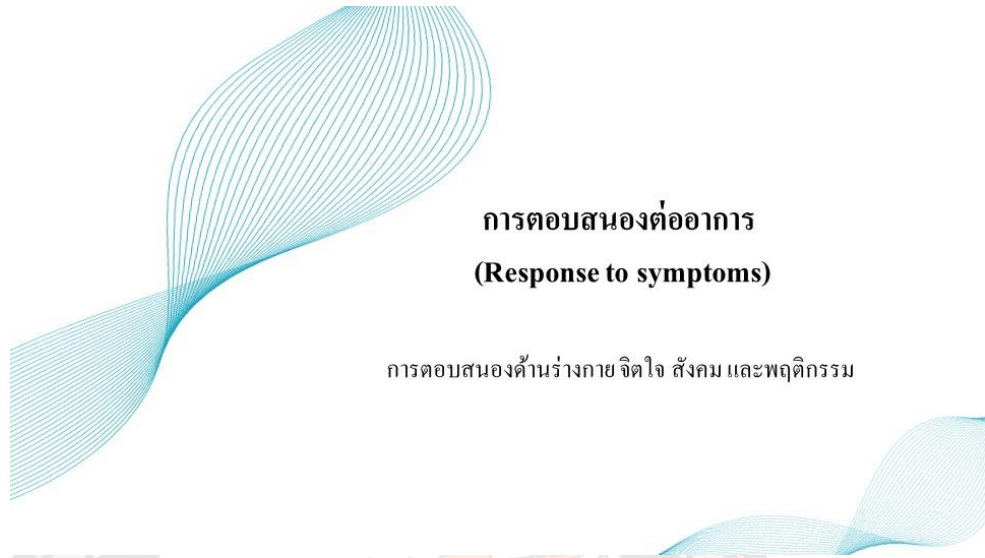 การตอบสนองต่ออาการ
(Response to symptoms)
การตอบสนองด้านร่างกาย จิตใจ สังคม และพฤติกรรม